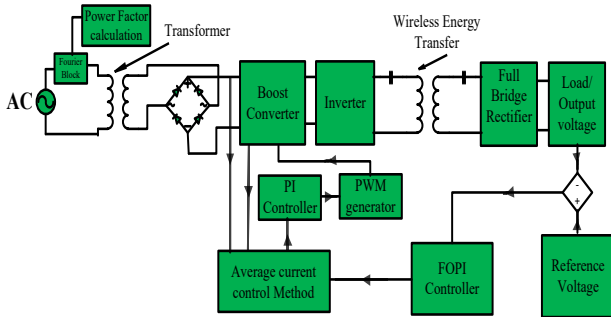 Power Factor
calculation
Transformer
Fourier
Block
AC
Wireless Energy
Transfer
Boost
Converter
Inverter
Full
Bridge
Rectifier
Load/
Output
voltage
PI
Controller
PWM
generator
-
+
Average current
control Method
FOPI
Controller
Reference
Voltage